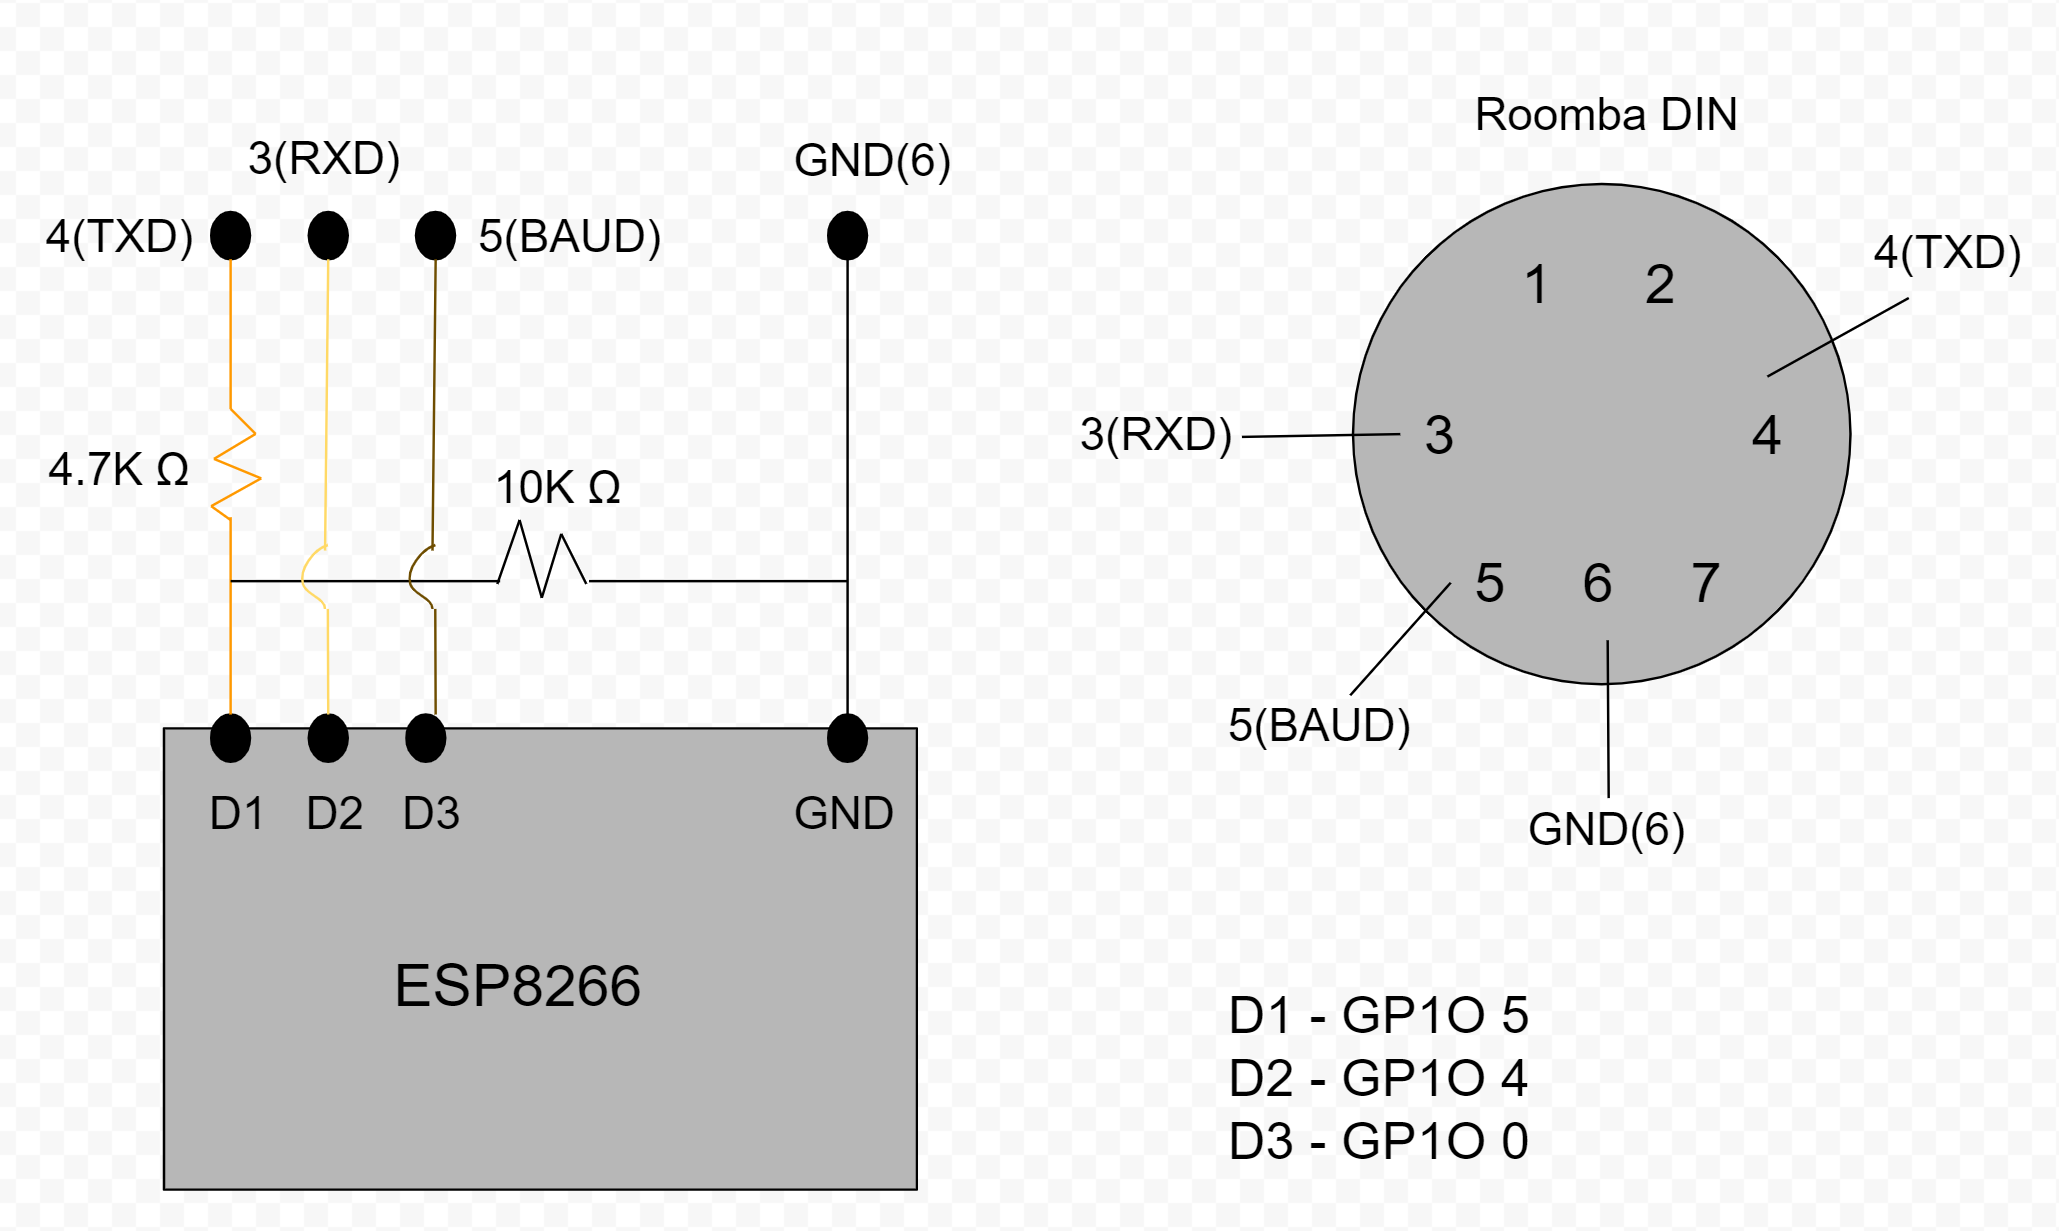 Roomba DIN
3(RXD)
GND(6)
4(TXD)
5(BAUD)
4(TXD)
1
2
3(RXD)
3
4
4.7K Ω
10K Ω
5
6
7
5(BAUD)
D1
D2
D3
GND
GND(6)
ESP8266
D1 - GP1O 5
D2 - GP1O 4
D3 - GP1O 0